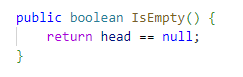 public boolean IsEmpty() {
    return head == null;
}